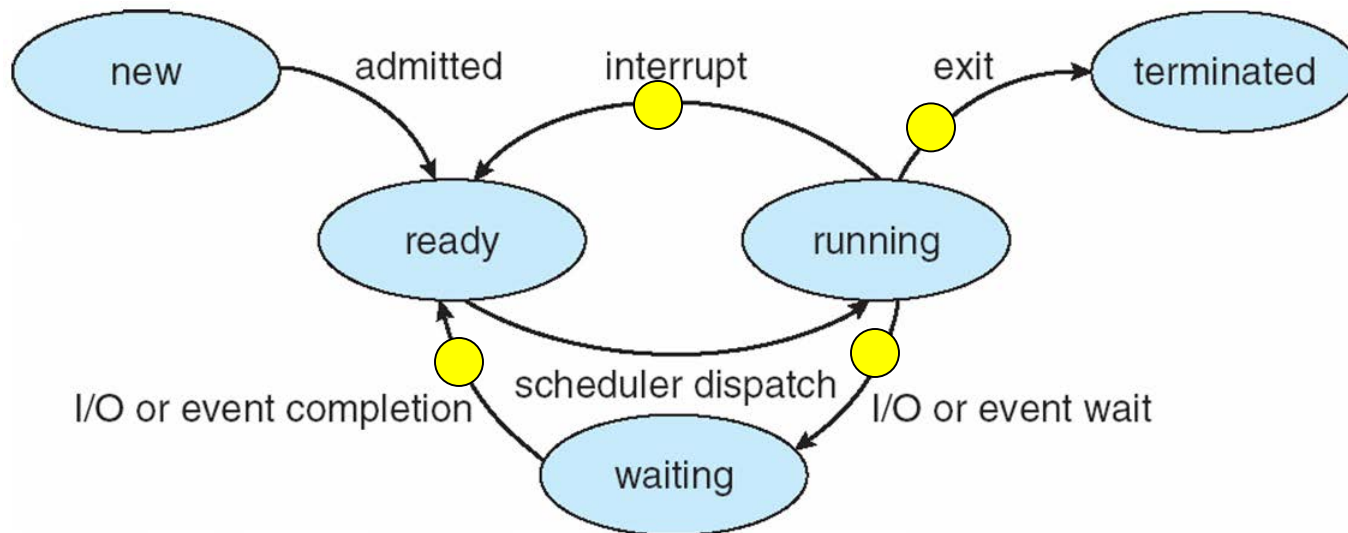 admitted
interrupt
exit
new
terminated
ready
running
scheduler dispatch
I/O or event completion
I/O or event wait
waiting